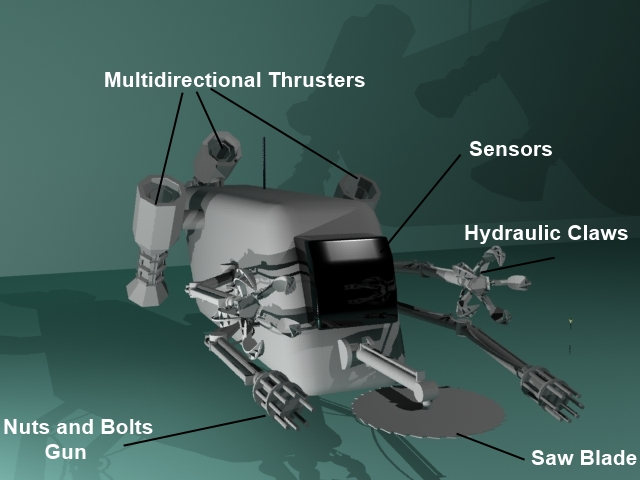 Multidirectional Thrusters
Sensors
Hydraulic Claws
Nuts and Bolts
Gun
Saw Blade